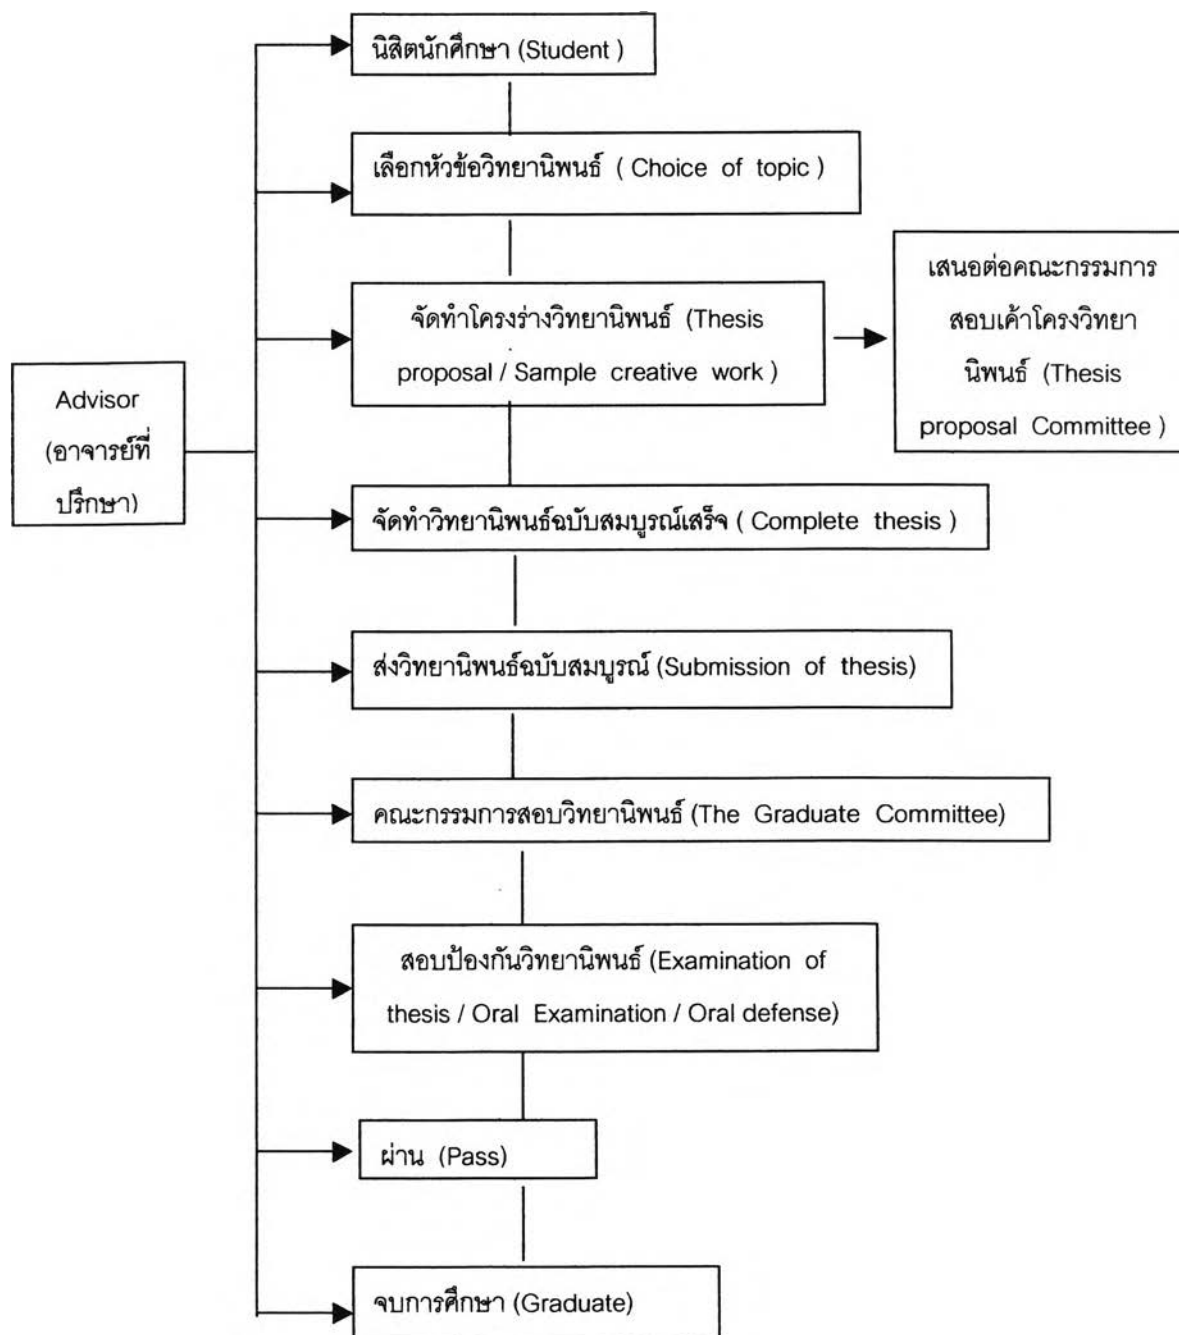 นิสิตนักศึกษา (Student )
เลือกหัวข้อวิทยานิพนธ์ ( Choice of topic )
จัดทำโครงร่างวิทยานิพนธ์ (Thesis
proposal / Sample creative work )
เสนอต่อคณะกรรมการ
สอบเค้าโครงวิทยา
นิพนธ์ (Thesis
proposal Committee )
Advisor
(อาจารย์ที่
ปรึกษา)
จัดทำวิทยานิพนธ์ฉบับสมบูรณ์เสร็จ ( Complete thesis )
ส่งวิทยานิพนธ์ฉบับสมบูรณ์ (Submission of thesis)
คณะกรรมการสอบวิทยานิพนธ์ (The Graduate Committee)
สอบป้องกันวิทยานิพนธ์ (Examination of
thesis / Oral Examination / Oral defense)
ผ่าน (Pass)
จบการศึกษา (Graduate)